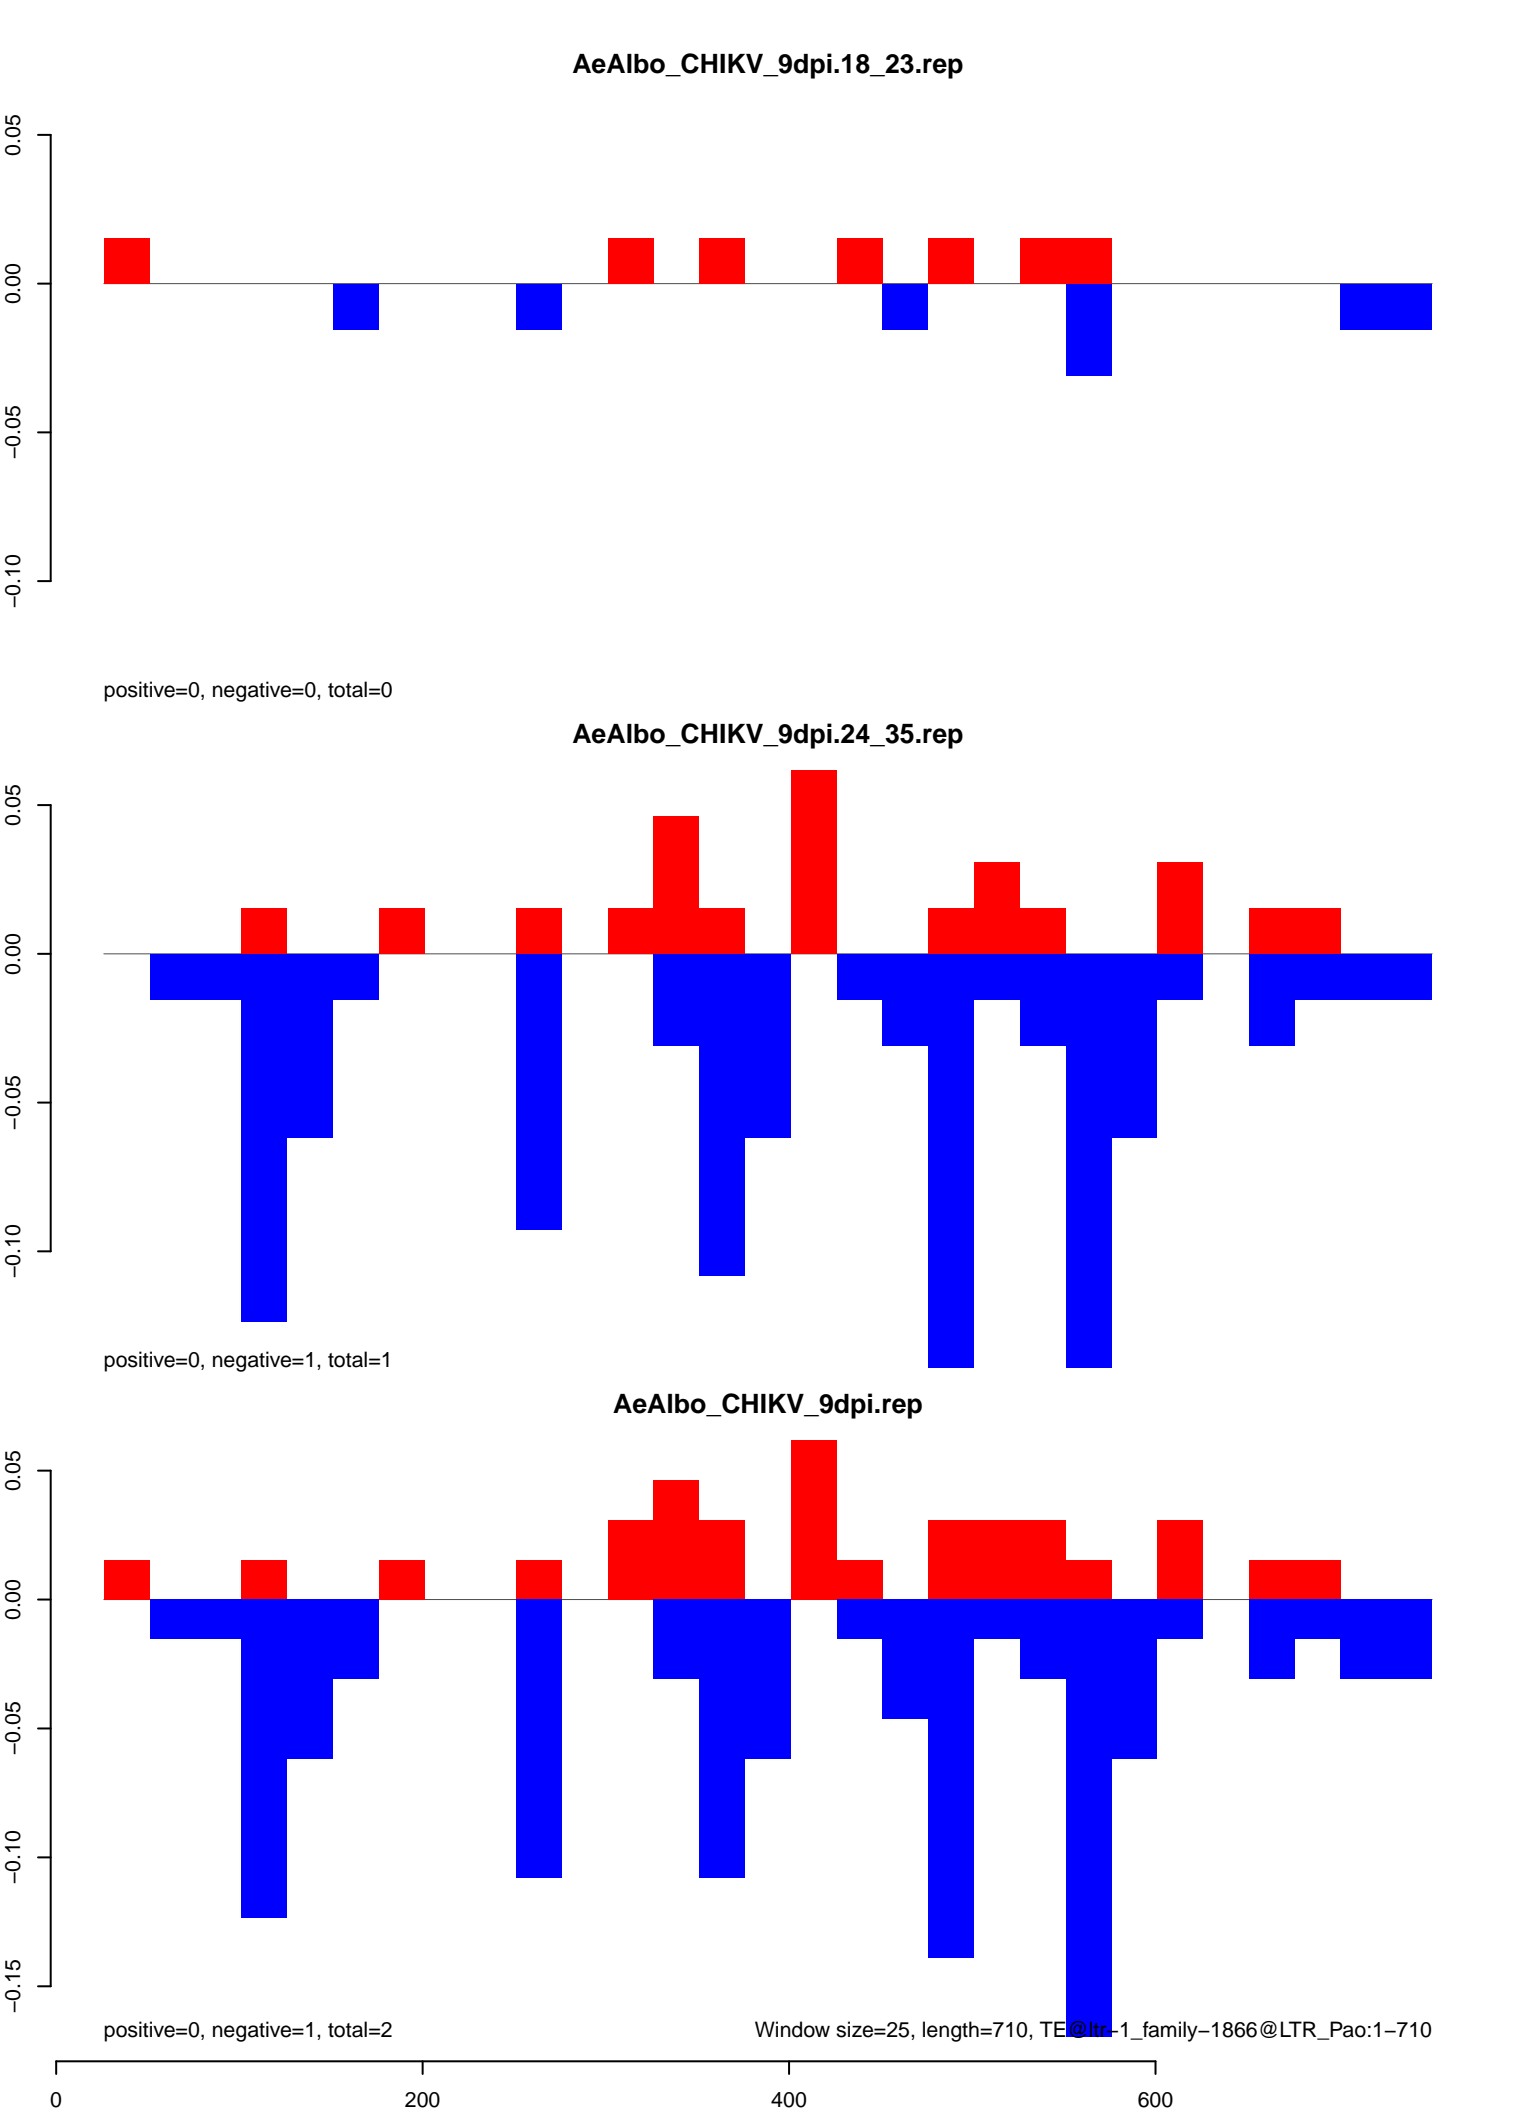 AeAlbo_CHIKV_9dpi.18_23.rep
0.05
0.00
−0.05
−0.10
positive=0, negative=0, total=0
AeAlbo_CHIKV_9dpi.24_35.rep
0.05
0.00
−0.05
−0.10
positive=0, negative=1, total=1
AeAlbo_CHIKV_9dpi.rep
0.05
0.00
−0.05
−0.10
−0.15
positive=0, negative=1, total=2
Window size=25, length=710, TE@ltr−1_family−1866@LTR_Pao:1−710
0 200 400 600